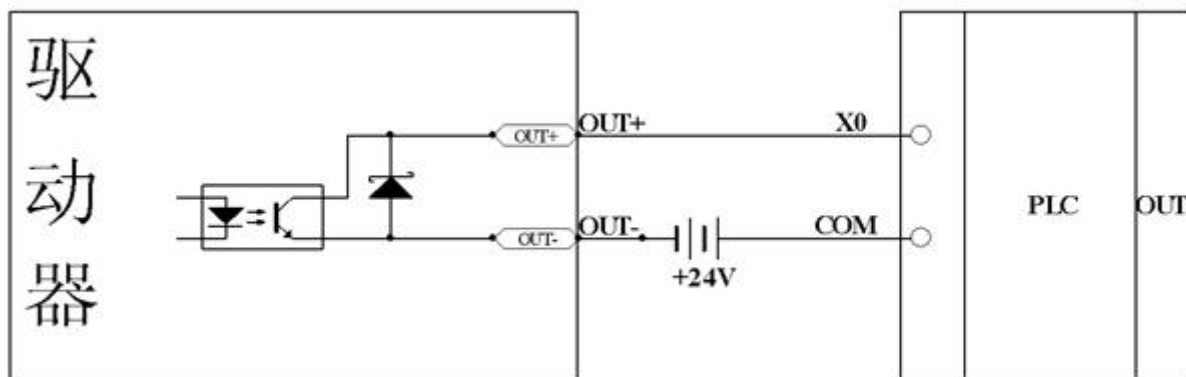 驱
动
器
OUT+
OUT+
X0
OUT-
OUT-
+24V
COM
PLC
OUT